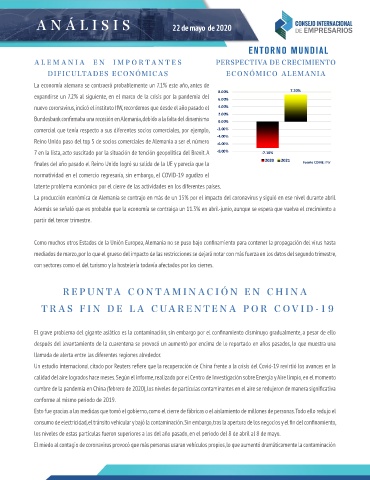 ANÁLISIS
22 de mayo de 2020
CONSEJO INTERNACIONAL
DE EMPRESARIOS
ENTORNO MUNDIAL
ALEMANIA EN IMPORTANTES
DIFICULTADES ECONÓMICAS
La economía alemana se contraerá probablemente un 7.1% este año, antes de
expandirse un 7.2% al siguiente, en el marco de la crisis por la pandemia del
nuevo coronavirus, indicó el instituto IfW, recordemos que desde el año pasado el
Bundesbank confirmaba una recesión en Alemania, debido a la falta del dinamismo
comercial que tenía respecto a sus diferentes socios comerciales, por ejemplo,
Reino Unido paso del top 5 de socios comerciales de Alemania a ser el número
7 en la lista, acto suscitado por la situación de tensión geopolítica del Brexit. A
finales del año pasado el Reino Unido logró su salida de la UE y parecía que la
normatividad en el comercio regresaría, sin embargo, el COVID-19 agudizo el
latente problema económico por el cierre de las actividades en los diferentes países.
PERSPECTIVA DE CRECIMIENTO
ECONÓMICO ALEMANIA
8.00%
6.00%
4.00%
2.00%
0.00%
-2.00%
-4.00%
-6.00%
-8.00%
7.20%
-7.10%
2020 2021
Fuente: COINE / IfW
La producción económica de Alemania se contrajo en más de un 15% por el impacto del coronavirus y siguió en ese nivel durante abril.
Además se señaló que es probable que la economía se contraiga un 11.3% en abril-junio, aunque se espera que vuelva el crecimiento a
partir del tercer trimestre.
Como muchos otros Estados de la Unión Europea, Alemania no se puso bajo confinamiento para contener la propagación del virus hasta
mediados de marzo, por lo que el grueso del impacto de las restricciones se dejará notar con más fuerza en los datos del segundo trimestre,
con sectores como el del turismo y la hostelería todavía afectados por los cierres.
REPUNTA CONTAMINACIÓN EN CHINA
TRAS FIN DE LA CUARENTENA POR COVID-19
El grave problema del gigante asiático es la contaminación, sin embargo por el confinamiento disminuyo gradualmente, a pesar de ello
después del levantamiento de la cuarentena se provocó un aumentó por encima de lo reportado en años pasados, lo que muestra una
llamada de alerta entre las diferentes regiones alrededor.
Un estudio internacional, citado por Reuters refiere que la recuperación de China frente a la crisis del Covid-19 revirtió los avances en la
calidad del aire logrados hace meses. Según el informe, realizado por el Centro de Investigación sobre Energía y Aire limpio, en el momento
cumbre de la pandemia en China (febrero de 2020), los niveles de partículas contaminantes en el aire se redujeron de manera significativa
conforme al mismo periodo de 2019.
Esto fue gracias a las medidas que tomó el gobierno, como el cierre de fábricas o el aislamiento de millones de personas. Todo ello redujo el
consumo de electricidad, el tránsito vehicular y bajó la contaminación. Sin embargo, tras la apertura de los negocios y el fin del confinamiento,
los niveles de estas partículas fueron superiores a los del año pasado, en el periodo del 8 de abril al 8 de mayo.
El miedo al contagio de coronavirus provocó que más personas usaran vehículos propios, lo que aumentó dramáticamente la contaminación